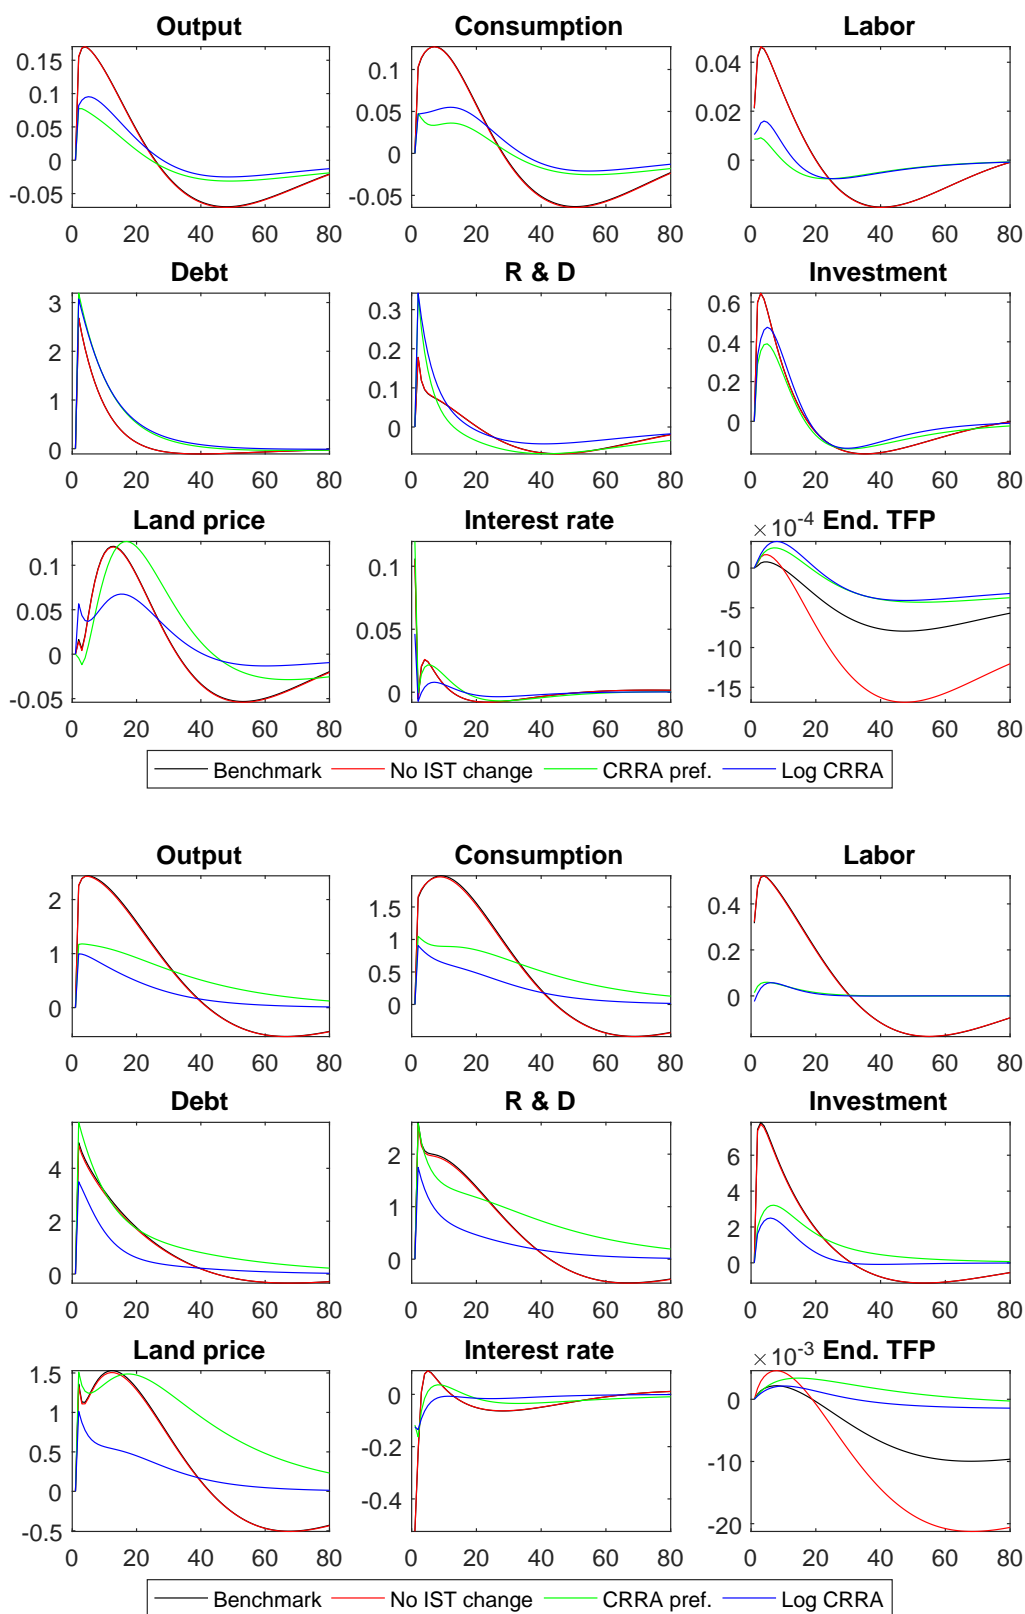 Output Consumption Labor
0.15 0.1 0.05 0 -0.05
0 20 40 60 80
0.1 0.05 0 -0.05
0 20 40 60 80
0.04 0.02 0
0 20 40 60 80
Debt R & D Investment
3 2 1 0
0 20 40 60 80
0.3 0.2 0.1 0
0 20 40 60 80
0.6 0.4 0.2 0
0 20 40 60 80
Land price Interest rate ×10⁻⁴ End. TFP
0.1 0.05 0 -0.05
0 20 40 60 80
0.1 0.05 0
0 20 40 60 80
0 -5 -10 -15
0 20 40 60 80
Benchmark No IST change CRRA pref. Log CRRA
Output Consumption Labor
2 1 0
0 20 40 60 80
1.5 1 0.5 0
0 20 40 60 80
0.4 0.2 0
0 20 40 60 80
Debt R & D Investment
4 2 0
0 20 40 60 80
2 1 0
0 20 40 60 80
6 4 2 0
0 20 40 60 80
Land price Interest rate ×10⁻³ End. TFP
1.5 1 0.5 0 -0.5
0 20 40 60 80
0 -0.2 -0.4
0 20 40 60 80
0 -10 -20
0 20 40 60 80
Benchmark No IST change CRRA pref. Log CRRA